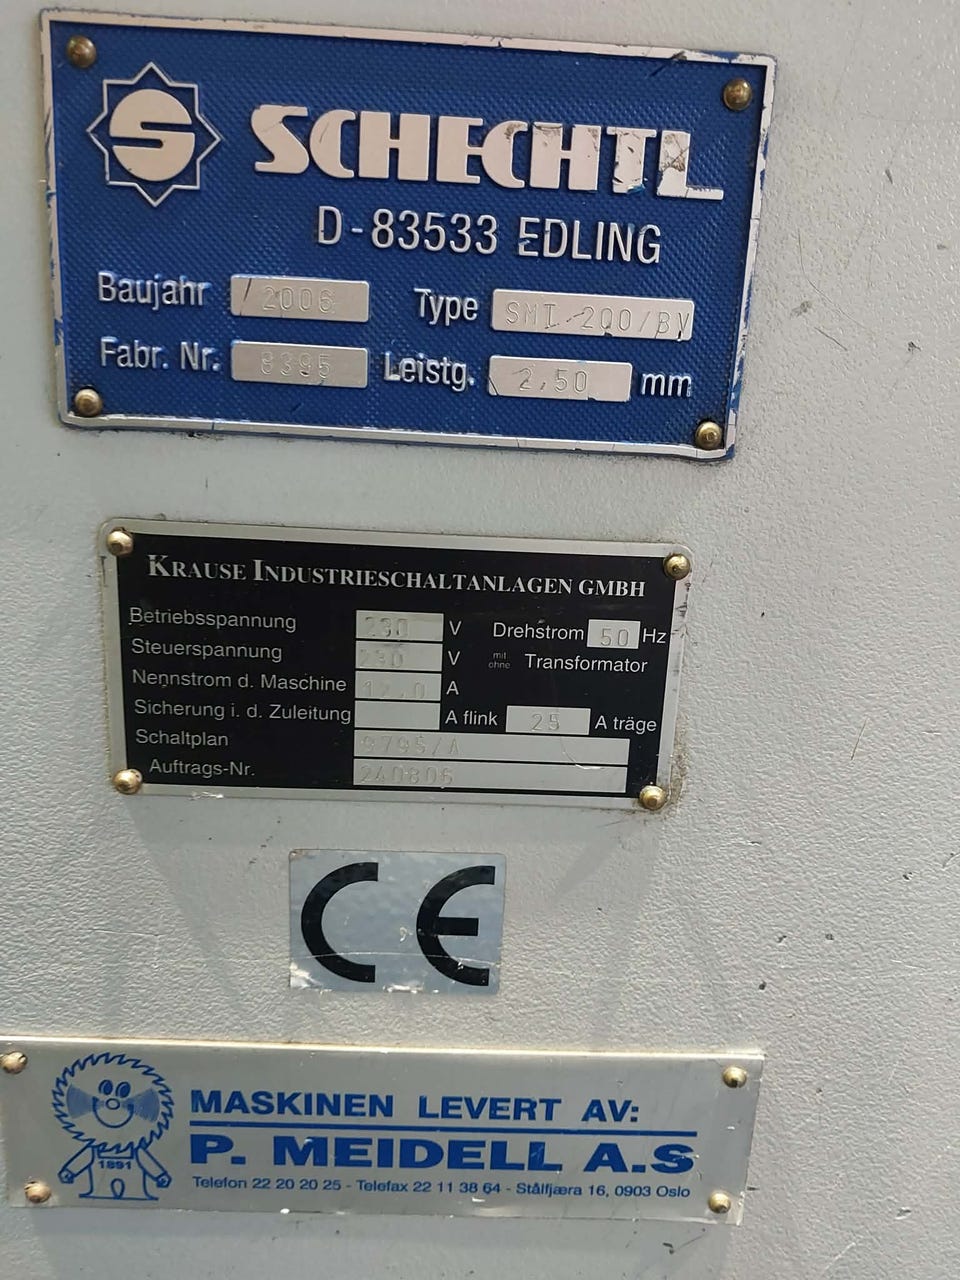 S SCHECHTL
D-83533 EDLING
Baujahr 2006 Type SMT 200/BV
Fabr. Nr. 8395 Leistg. 2,50 mm
KRAUSE INDUSTRIESCHALTANLAGEN GMBH
Betriebsspannung 230 V Drehstrom 50 Hz
Steuerspannung 230 V mit ohne Transformator
Nennstrom d. Maschine A
Sicherung i. d. Zuleitung A flink 25 A träge
Schaltplan
Auftrags-Nr. 240806
CE
1891
MASKINEN LEVERT AV:
P. MEIDELL A.S
Telefon 22 20 20 25 - Telefax 22 11 38 64 - Stålfjæra 16, 0903 Oslo